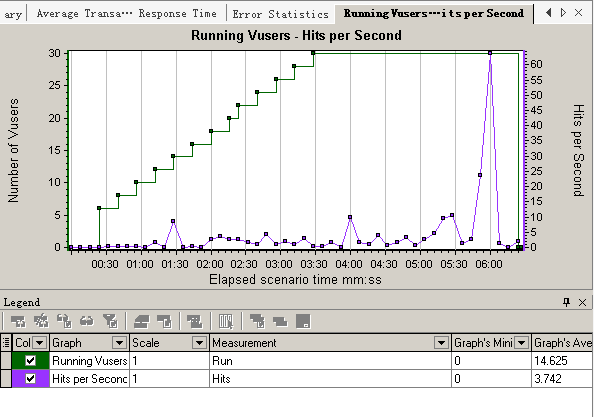 ary Average Transa… Response Time Error Statistics Running Vusers…its per Second
Running Vusers - Hits per Second
Number of Vusers
30
25
20
15
10
5
0
60
55
50
45
40
35
30
25
20
15
10
5
0
Hits per Second
00:30 01:00 01:30 02:00 02:30 03:00 03:30 04:00 04:30 05:00 05:30 06:00
Elapsed scenario time mm:ss
Legend
Col Graph Scale Measurement Graph's Mini Graph's Ave
Running Vusers 1 Run 0 14.625
Hits per Second 1 Hits 0 3.742